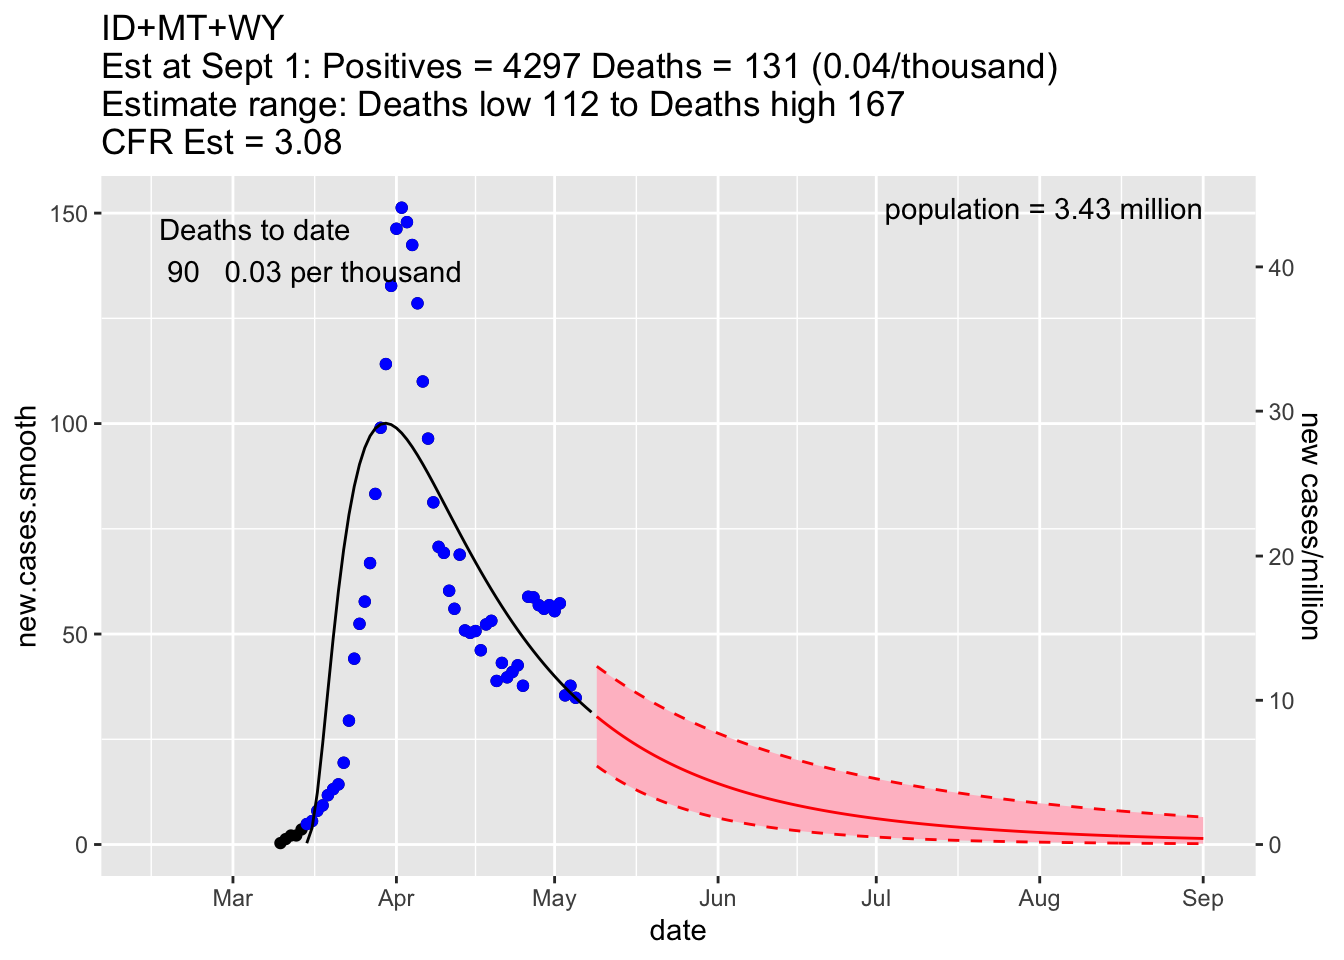 ID+MT+WY
Est at Sept 1: Positives = 4297 Deaths = 131 (0.04/thousand)
Estimate range: Deaths low 112 to Deaths high 167
CFR Est = 3.08
population = 3.43 million
Deaths to date
90 0.03 per thousand
150
100
50
0
new.cases.smooth
40
30
20
10
0
new cases/million
Mar Apr May Jun Jul Aug Sep
date